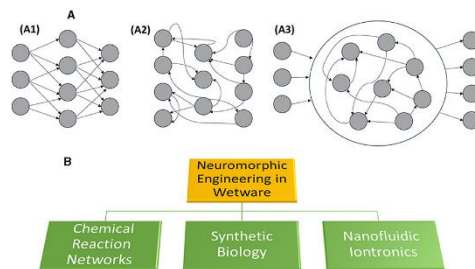 A
(A1)
(A2)
(A3)
B
Neuromorphic
Engineering in
Wetware
Chemical
Reaction
Networks
Synthetic
Biology
Nanofluidic
Iontronics